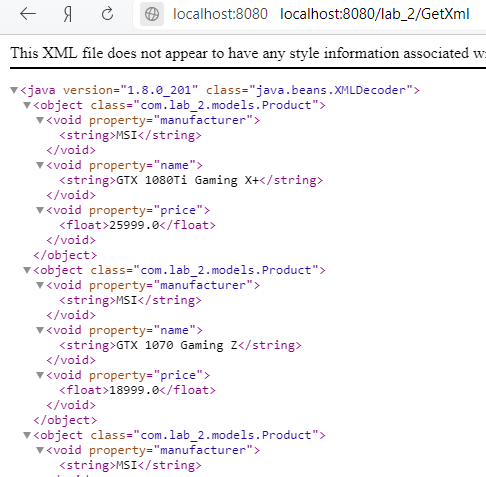 Я localhost:8080 localhost:8080/lab_2/GetXml
This XML file does not appear to have any style information associated
▼<java version="1.8.0_201" class="java.beans.XMLDecoder">
▼<object class="com.lab_2.models.Product">
▼<void property="manufacturer">
<string>MSI</string>
</void>
▼<void property="name">
<string>GTX 1080Ti Gaming X+</string>
</void>
▼<void property="price">
<float>25999.0</float>
</void>
</object>
▼<object class="com.lab_2.models.Product">
▼<void property="manufacturer">
<string>MSI</string>
</void>
▼<void property="name">
<string>GTX 1070 Gaming Z</string>
</void>
▼<void property="price">
<float>18999.0</float>
</void>
</object>
▼<object class="com.lab_2.models.Product">
▼<void property="manufacturer">
<string>MSI</string>